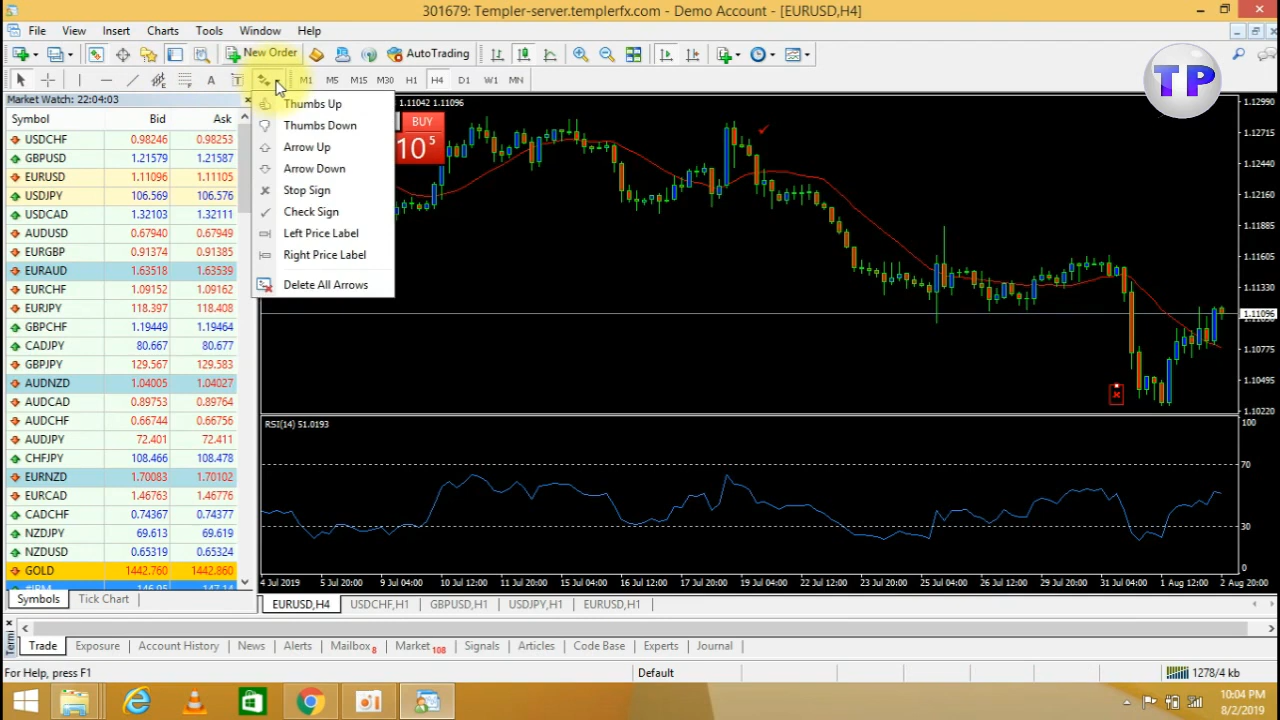 301679: Templer-server.templerfx.com - Demo Account - [EURUSD,H4]
File View Insert Charts Tools Window Help
New Order AutoTrading
A T M1 M5 M15 M30 H1 H4 D1 W1 MN
TP
Market Watch: 22:04:03
Symbol Bid Ask
USDCHF 0.98246 0.98253
GBPUSD 1.21579 1.21587
EURUSD 1.11096 1.11105
USDJPY 106.569 106.576
USDCAD 1.32103 1.32111
AUDUSD 0.67940 0.67949
EURGBP 0.91374 0.91385
EURAUD 1.63518 1.63539
EURCHF 1.09152 1.09162
EURJPY 118.397 118.408
GBPCHF 1.19449 1.19464
CADJPY 80.667 80.677
GBPJPY 129.567 129.583
AUDNZD 1.04005 1.04027
AUDCAD 0.89753 0.89764
AUDCHF 0.66744 0.66756
AUDJPY 72.401 72.411
CHFJPY 108.466 108.478
EURNZD 1.70083 1.70102
EURCAD 1.46763 1.46776
CADCHF 0.74367 0.74377
NZDJPY 69.613 69.619
NZDUSD 0.65319 0.65324
GOLD 1442.760 1442.860
#IBM 146.95 147.14
Symbols Tick Chart
Thumbs Up
Thumbs Down
Arrow Up
Arrow Down
Stop Sign
Check Sign
Left Price Label
Right Price Label
Delete All Arrows
1.11042 1.11096
BUY
10 5
1.12990
1.12715
1.12440
1.12165
1.11885
1.11605
1.11330
1.11096
1.10775
1.10495
1.10220
RSI(14) 51.0193
100
70
30
0
4 Jul 2019 5 Jul 20:00 9 Jul 04:00 10 Jul 12:00 11 Jul 20:00 15 Jul 04:00 16 Jul 12:00 17 Jul 20:00 19 Jul 04:00 22 Jul 12:00 23 Jul 20:00 25 Jul 04:00 26 Jul 12:00 29 Jul 20:00 31 Jul 04:00 1 Aug 12:00 2 Aug 20:00
EURUSD,H4 USDCHF,H1 GBPUSD,H1 USDJPY,H1 EURUSD,H1
Termi
Trade Exposure Account History News Alerts Mailbox 8 Market 108 Signals Articles Code Base Experts Journal
For Help, press F1 Default 1278/4 kb
10:04 PM
8/2/2019